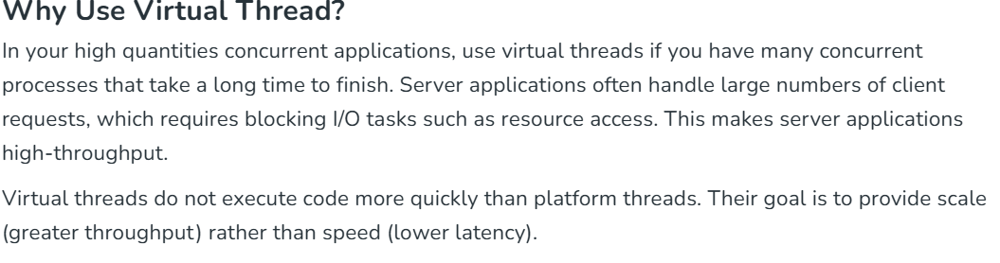 Why Use Virtual Thread?
In your high quantities concurrent applications, use virtual threads if you have many concurrent
processes that take a long time to finish. Server applications often handle large numbers of client
requests, which requires blocking I/O tasks such as resource access. This makes server applications
high-throughput.
Virtual threads do not execute code more quickly than platform threads. Their goal is to provide scale
(greater throughput) rather than speed (lower latency).